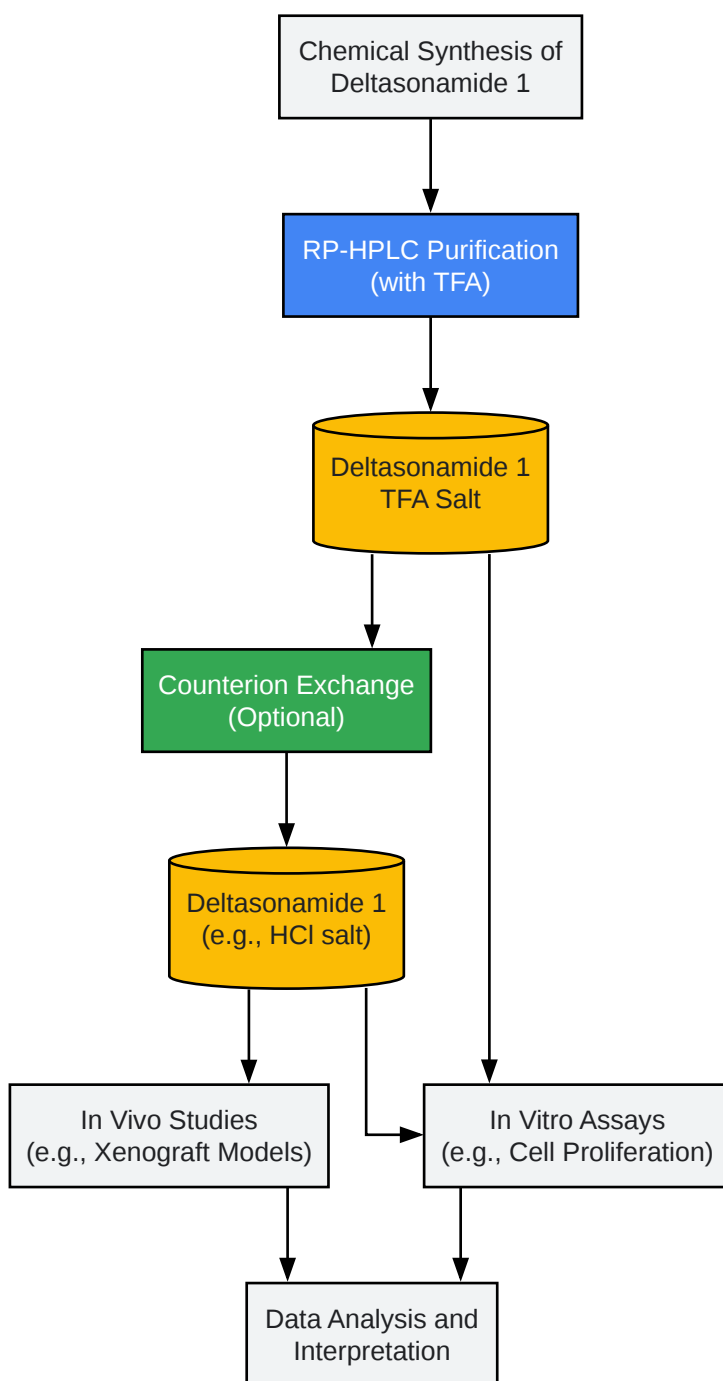 Chemical Synthesis of
Deltasonamide 1
RP-HPLC Purification
(with TFA)
Deltasonamide 1
TFA Salt
Counterion Exchange
(Optional)
Deltasonamide 1
(e.g., HCl salt)
In Vivo Studies
(e.g., Xenograft Models)
In Vitro Assays
(e.g., Cell Proliferation)
Data Analysis and
Interpretation